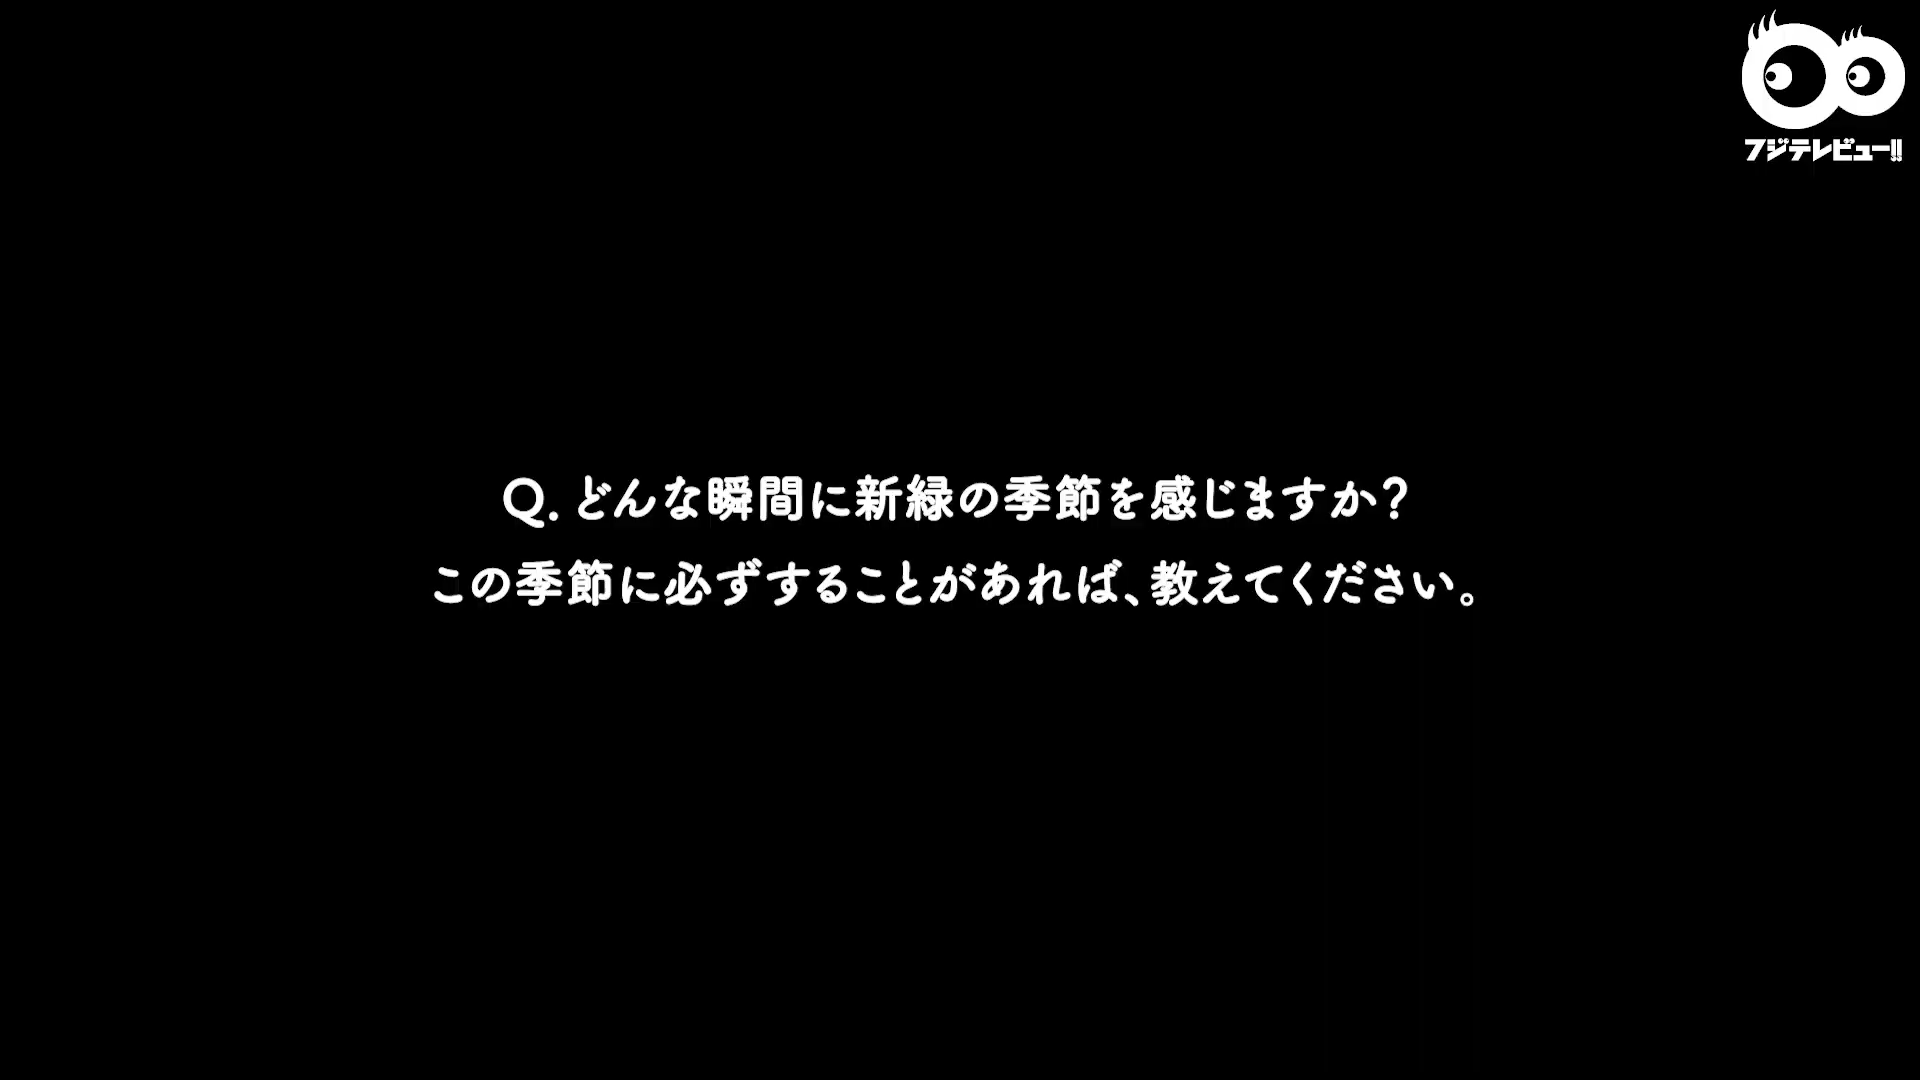 フジテレビュー!!
Q. どんな瞬間に新緑の季節を感じますか?
この季節に必ずすることがあれば、教えてください。